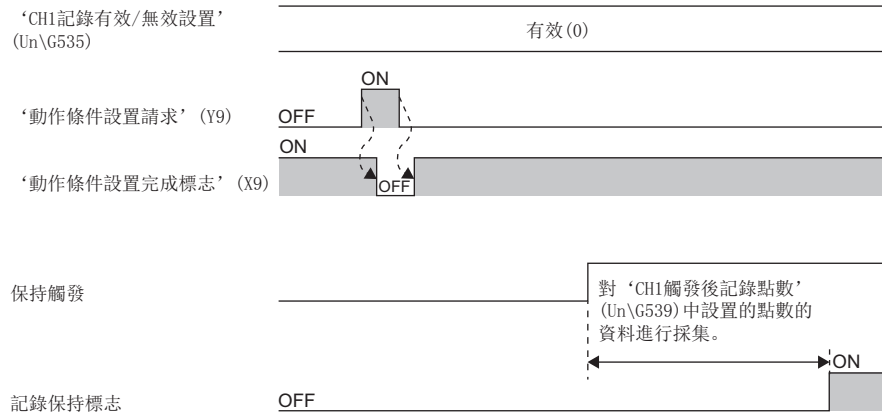 ‘CH1記錄有效/無效設置’
(Un\G535)
有效(0)
ON
‘動作條件設置請求’(Y9)
OFF
ON
‘動作條件設置完成標志’(X9)
OFF
保持觸發
對‘CH1觸發後記錄點數’
(Un\G539)中設置的點數的
資料進行採集。
ON
記錄保持標志
OFF